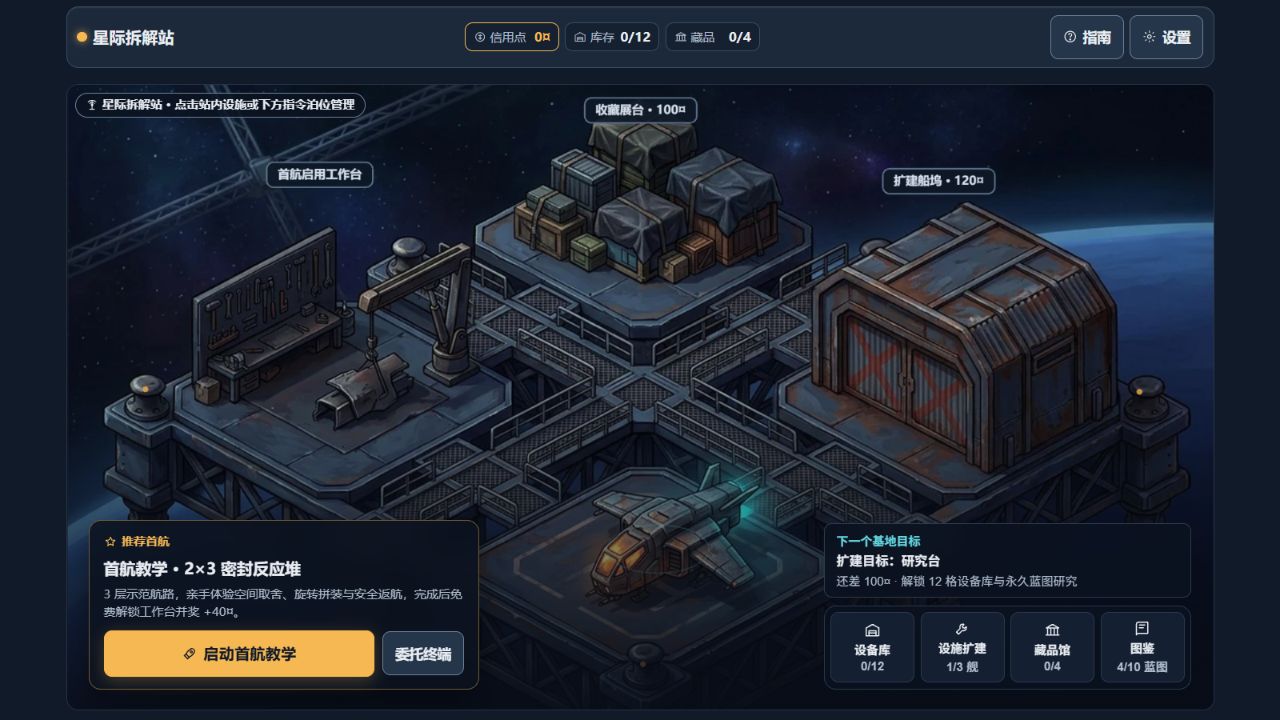 星际拆解站
信用点 0¤
库存 0/12
藏品 0/4
指南
设置
星际拆解站 • 点击站内设施或下方指令泊位管理
收藏展台 • 100¤
首航启用工作台
扩建船坞 • 120¤
推荐首航
首航教学 • 2×3 密封反应堆
3 层示范航路，亲手体验空间取舍、旋转拼装与安全返航，完成后免
费解锁工作台并奖 +40¤。
启动首航教学
委托终端
下一个基地目标
扩建目标：研究台
还差 100¤ · 解锁 12 格设备库与永久蓝图研究
设备库
0/12
设施扩建
1/3 舰
藏品馆
0/4
图鉴
4/10 蓝图